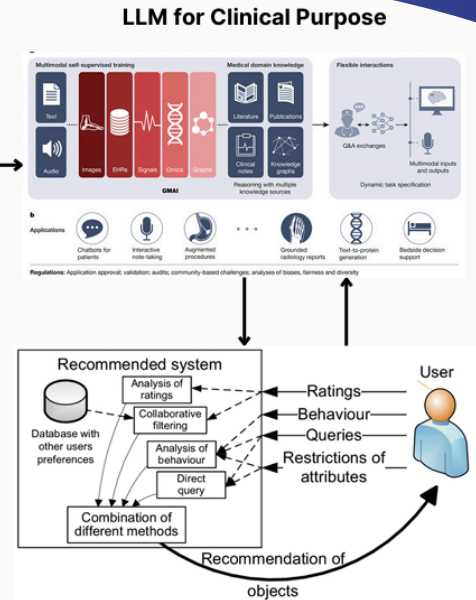 LLM for Clinical Purpose
Multimodal self-supervised training
Medical domain knowledge
Flexible interactions
Text
Audio
Images
EHRs
Signals
Omics
Graphs
GMAI
Literature
Publications
Clinical
notes
Knowledge
graphs
Reasoning with multiple
knowledge sources
Q&A exchanges
Multimodal inputs
and outputs
Dynamic task specification
b
Applications
Chatbots for
patients
Interactive
note-taking
Augmented
procedures
Grounded
radiology reports
Text-to-protein
generation
Bedside decision
support
Regulations: Application approval; validation; audits; community-based challenges; analyses of biases, fairness and diversity
Recommended system
Database with
other users
preferences
Analysis of
ratings
Collaborative
filtering
Analysis of
behaviour
Direct
query
Combination of
different methods
User
Ratings
Behaviour
Queries
Restrictions of
attributes
Recommendation of
objects